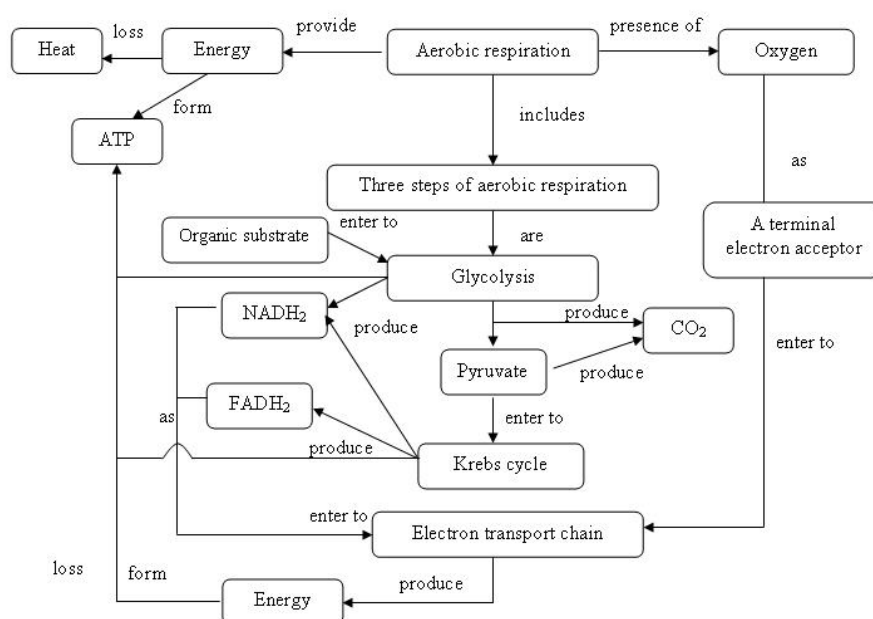 loss
provide
presence of
Heat
Energy
Aerobic respiration
Oxygen
form
includes
ATP
as
Three steps of aerobic respiration
enter to
Organic substrate
are
A terminal
electron acceptor
Glycolysis
NADH₂
produce
produce
CO₂
enter to
Pyruvate
produce
FADH₂
as
enter to
produce
Krebs cycle
enter to
Electron transport chain
loss
form
produce
Energy